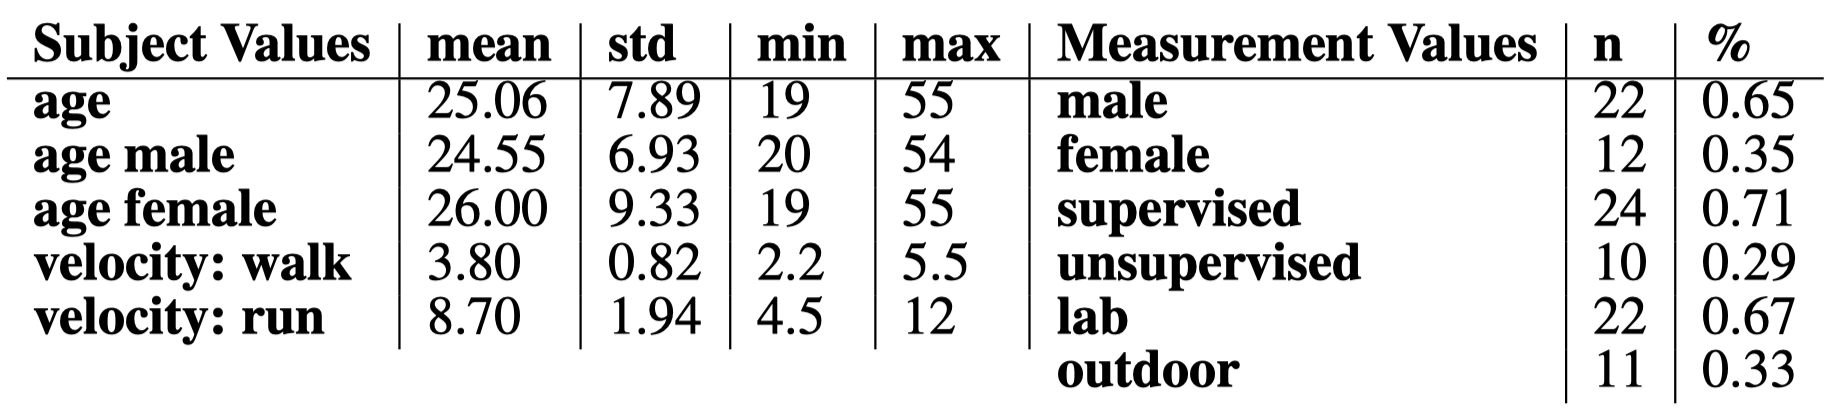 Subject Values mean std min max Measurement Values n %
age 25.06 7.89 19 55 male 22 0.65
age male 24.55 6.93 20 54 female 12 0.35
age female 26.00 9.33 19 55 supervised 24 0.71
velocity: walk 3.80 0.82 2.2 5.5 unsupervised 10 0.29
velocity: run 8.70 1.94 4.5 12 lab 22 0.67
outdoor 11 0.33